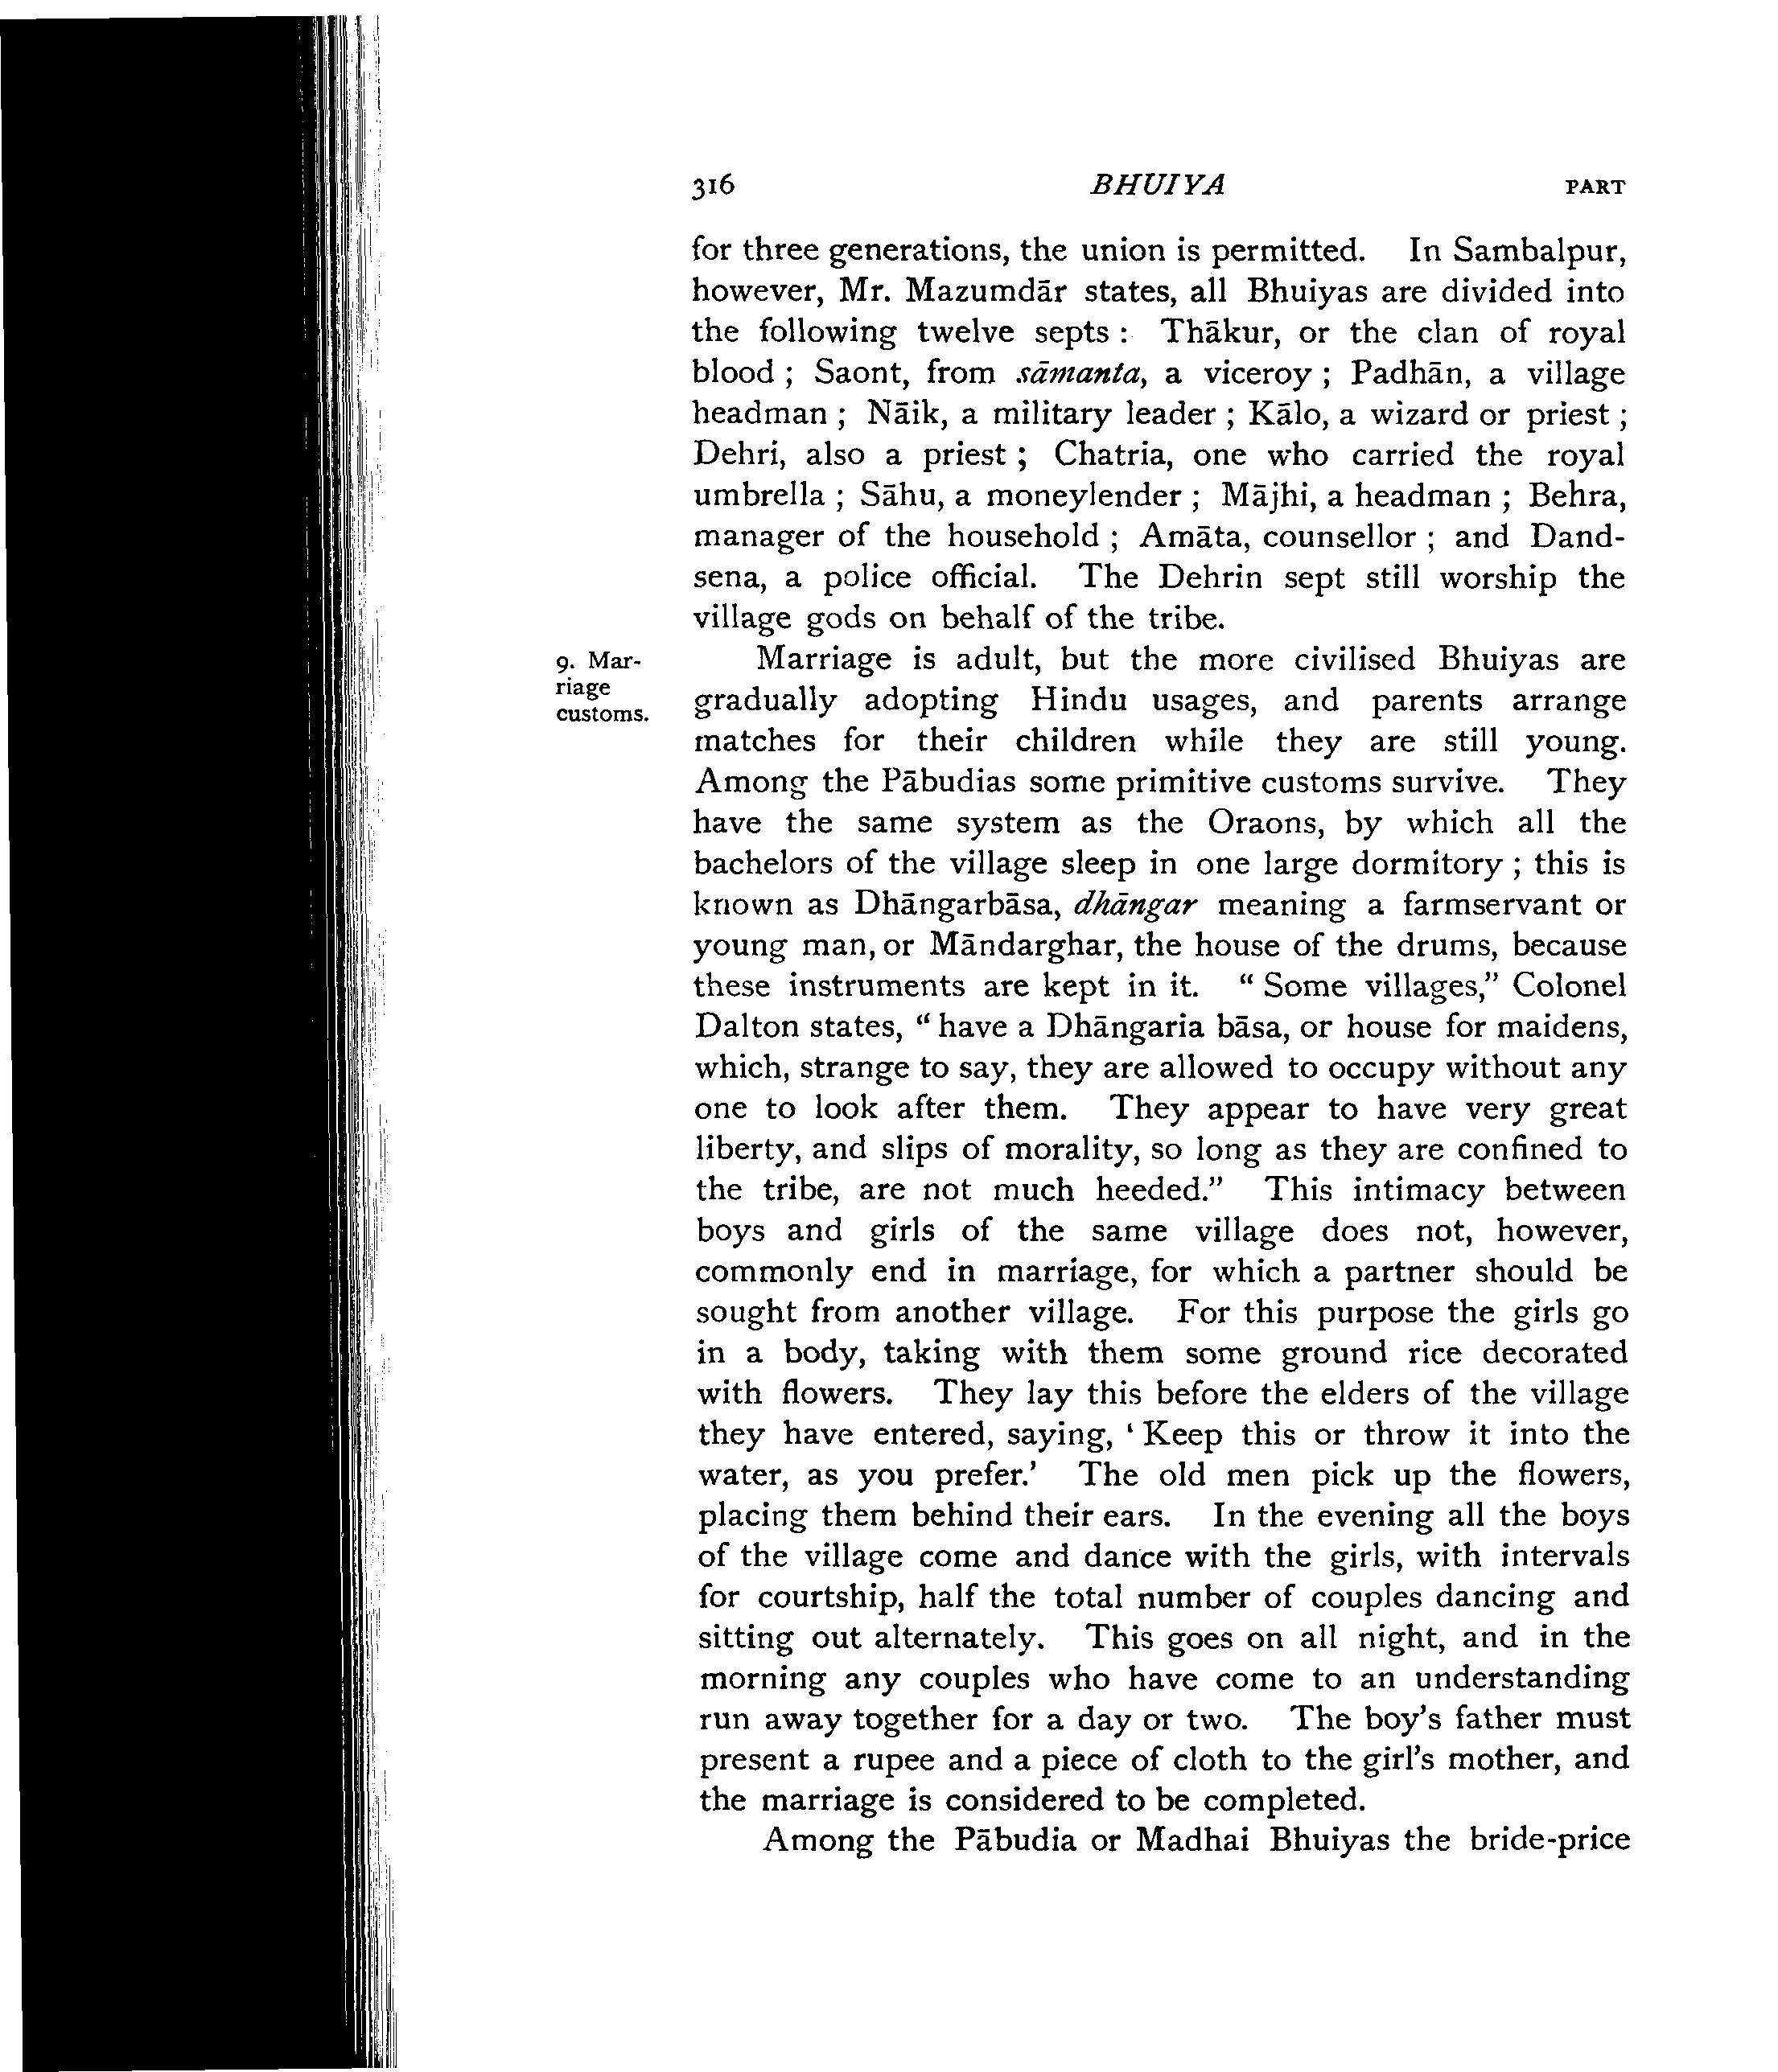 316 BHUIYA PART
for three generations, the union is permitted. In Sambalpur,
however, Mr. Mazumdār states, all Bhuiyas are divided into
the following twelve septs : Thākur, or the clan of royal
blood ; Saont, from sāmanta, a viceroy ; Padhān, a village
headman ; Nāik, a military leader ; Kālo, a wizard or priest ;
Dehri, also a priest ; Chatria, one who carried the royal
umbrella ; Sāhu, a moneylender ; Mājhi, a headman ; Behra,
manager of the household ; Amāta, counsellor ; and Dand-
sena, a police official. The Dehrin sept still worship the
village gods on behalf of the tribe.
9. Mar-
riage
customs.
Marriage is adult, but the more civilised Bhuiyas are
gradually adopting Hindu usages, and parents arrange
matches for their children while they are still young.
Among the Pābudias some primitive customs survive. They
have the same system as the Oraons, by which all the
bachelors of the village sleep in one large dormitory ; this is
known as Dhāngarbāsa, dhāngar meaning a farmservant or
young man, or Māndarghar, the house of the drums, because
these instruments are kept in it. “ Some villages,” Colonel
Dalton states, “ have a Dhāngaria bāsa, or house for maidens,
which, strange to say, they are allowed to occupy without any
one to look after them. They appear to have very great
liberty, and slips of morality, so long as they are confined to
the tribe, are not much heeded.” This intimacy between
boys and girls of the same village does not, however,
commonly end in marriage, for which a partner should be
sought from another village. For this purpose the girls go
in a body, taking with them some ground rice decorated
with flowers. They lay this before the elders of the village
they have entered, saying, ‘ Keep this or throw it into the
water, as you prefer.’ The old men pick up the flowers,
placing them behind their ears. In the evening all the boys
of the village come and dance with the girls, with intervals
for courtship, half the total number of couples dancing and
sitting out alternately. This goes on all night, and in the
morning any couples who have come to an understanding
run away together for a day or two. The boy’s father must
present a rupee and a piece of cloth to the girl’s mother, and
the marriage is considered to be completed.
Among the Pābudia or Madhai Bhuiyas the bride-price